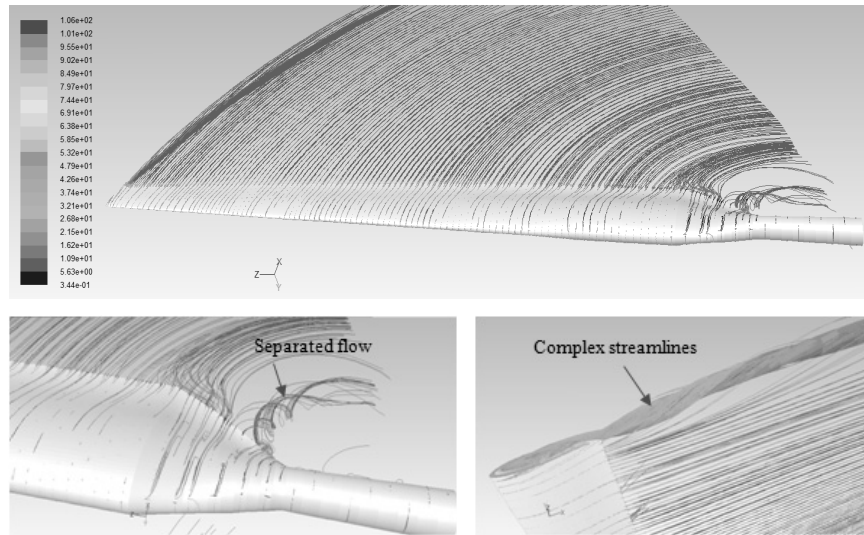 1.06e+02
1.01e+02
9.55e+01
9.02e+01
8.49e+01
7.97e+01
7.44e+01
6.91e+01
6.38e+01
5.85e+01
5.32e+01
4.79e+01
4.26e+01
3.74e+01
3.21e+01
2.68e+01
2.15e+01
1.62e+01
1.09e+01
5.63e+00
3.44e-01
X
Z
Y
Separated flow
Complex streamlines